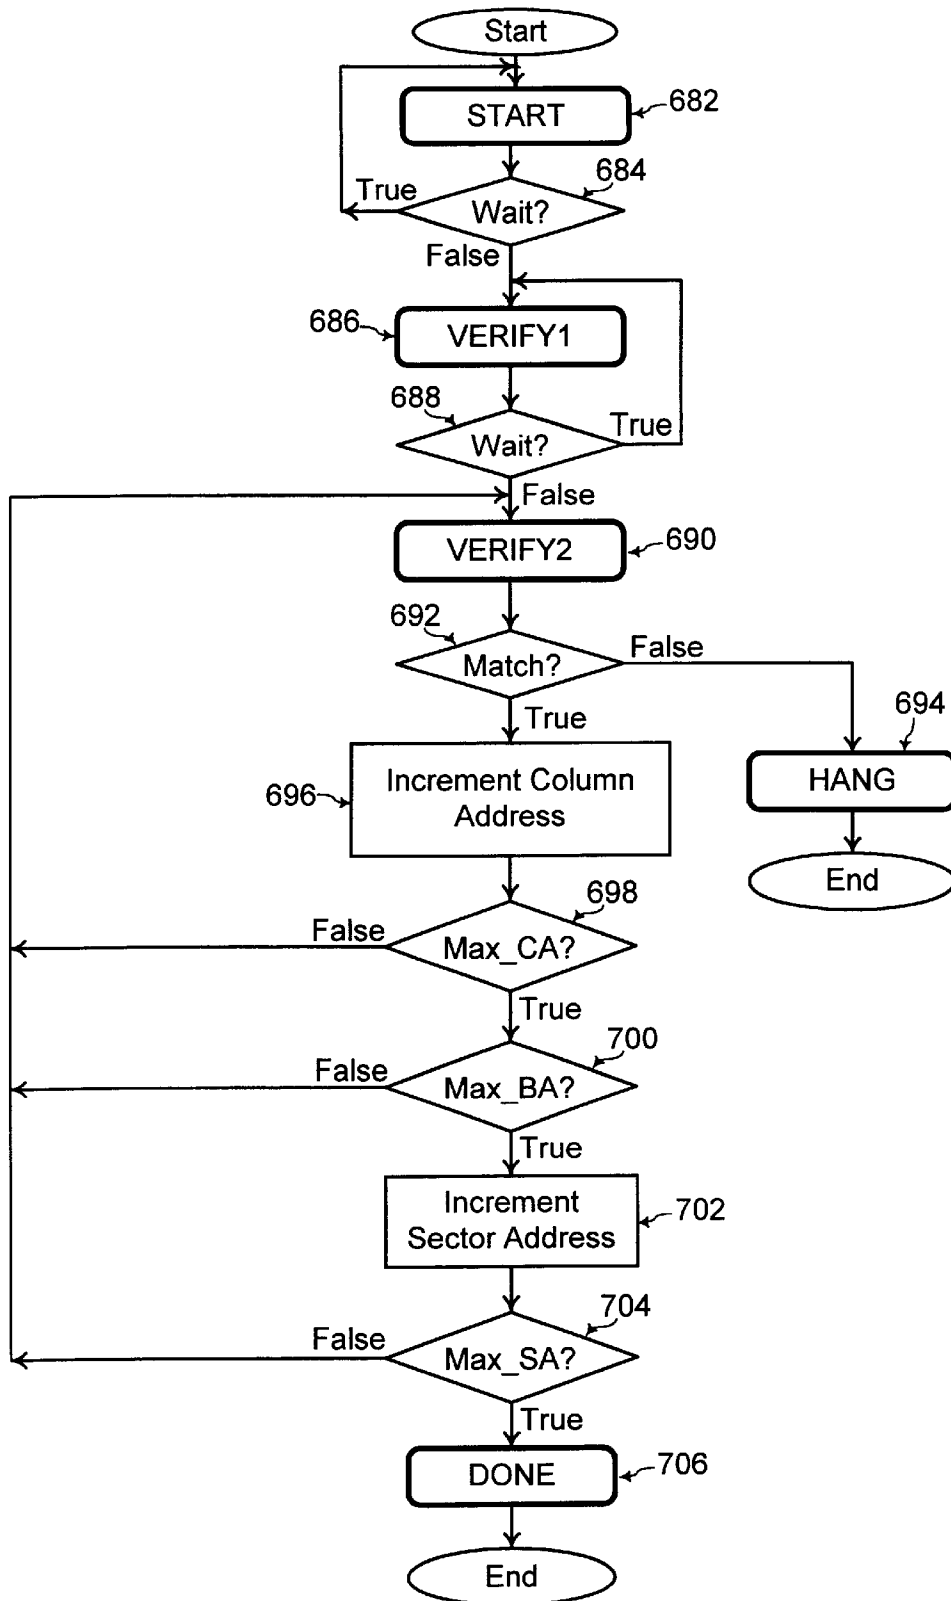 Start
START
682
684
True
Wait?
False
686
VERIFY1
688
True
Wait?
False
VERIFY2
690
692
Match?
False
True
694
Increment Column
Address
696
HANG
End
698
False
Max_CA?
True
700
False
Max_BA?
True
Increment
Sector Address
702
704
False
Max_SA?
True
DONE
706
End